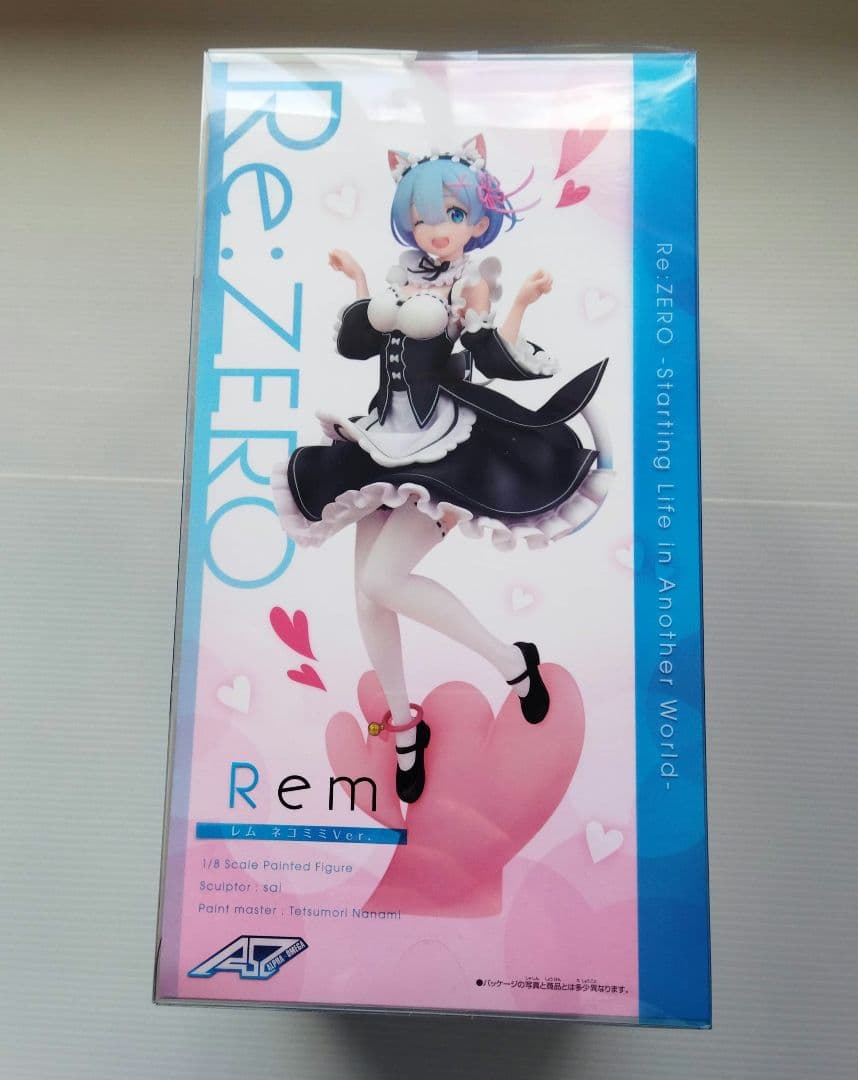 Re:ZERO
Re:ZERO -Starting Life in Another World-
Rem
レム ネコミミVer.
1/8 Scale Painted Figure
Sculptor : sai
Paint master : Tetsumori Nanami
AΩ
ALPHA×OMEGA
●パッケージの写真と商品とは多少異なります。